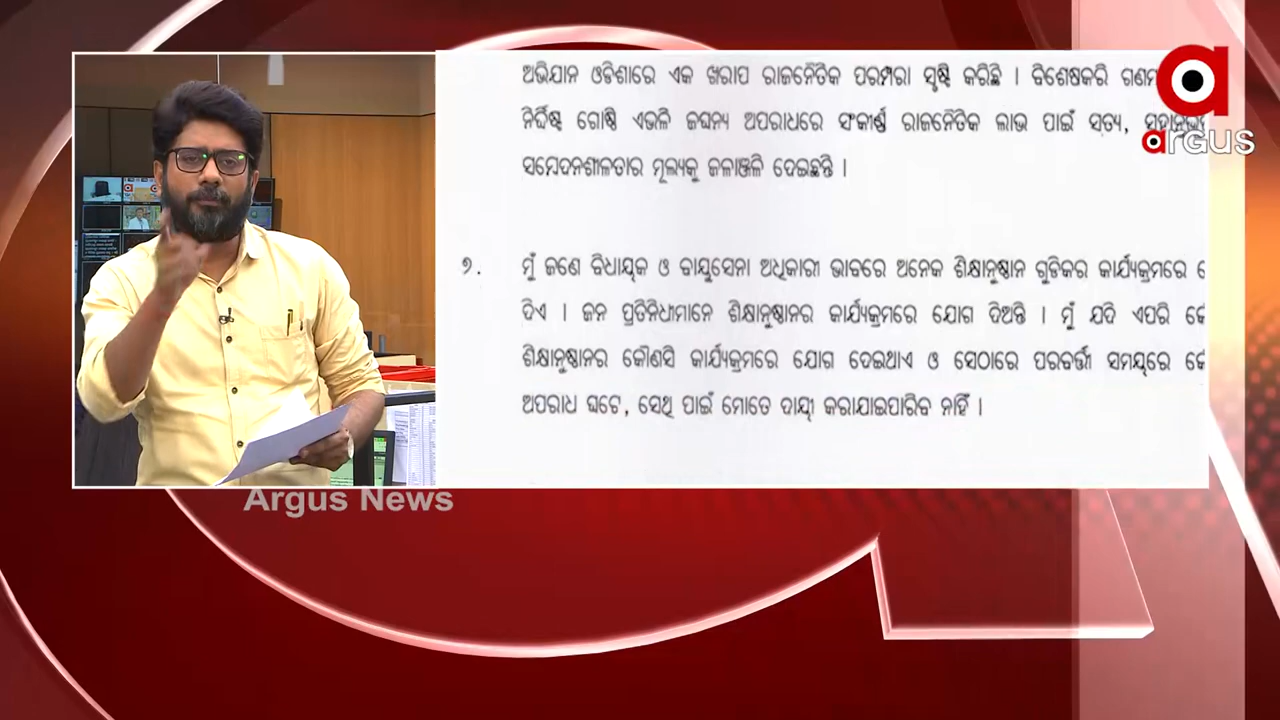 ଅଭିଯାନ ଓଡିଶାରେ ଏକ ଖରାପ ରାଜନୈତିକ ପରମ୍ପରା ସୃଷ୍ଟି କରିଛି । ବିଶେଷକରି
ନିର୍ଦ୍ଦିଷ୍ଟ ଗୋଷ୍ଠି ଏଭଳି ଜଘନ୍ୟ ଅପରାଧରେ ସଂକୀର୍ଣ୍ଣ ରାଜନୈତିକ ଲାଭ ପାଇଁ ସତ୍ୟ,
ସମ୍ବେଦନଶୀଳତାର ମୂଲ୍ୟକୁ ଜଳାଞ୍ଜଳି ଦେଇଛନ୍ତି ।
୭. ମୁଁ ଜଣେ ବିଧାୟକ ଓ ବାୟୁସେନା ଅଧିକାରୀ ଭାବରେ ଅନେକ ଶିକ୍ଷାନୁଷ୍ଠାନ ଗୁଡିକର କାର୍ଯ୍ୟକ୍ରମରେ
ଦିଏ । ଜନ ପ୍ରତିନିଧୀମାନେ ଶିକ୍ଷାନୁଷ୍ଠାନର କାର୍ଯ୍ୟକ୍ରମରେ ଯୋଗ ଦିଅନ୍ତି । ମୁଁ ଯଦି ଏପରି
ଶିକ୍ଷାନୁଷ୍ଠାନର କୌଣସି କାର୍ଯ୍ୟକ୍ରମରେ ଯୋଗ ଦେଇଥାଏ ଓ ସେଠାରେ ପରବର୍ତ୍ତୀ ସମୟରେ
ଅପରାଧ ଘଟେ, ସେଥି ପାଇଁ ମୋତେ ଦାୟୀ କରାଯାଇପାରିବ ନାହିଁ ।
argus
Argus News